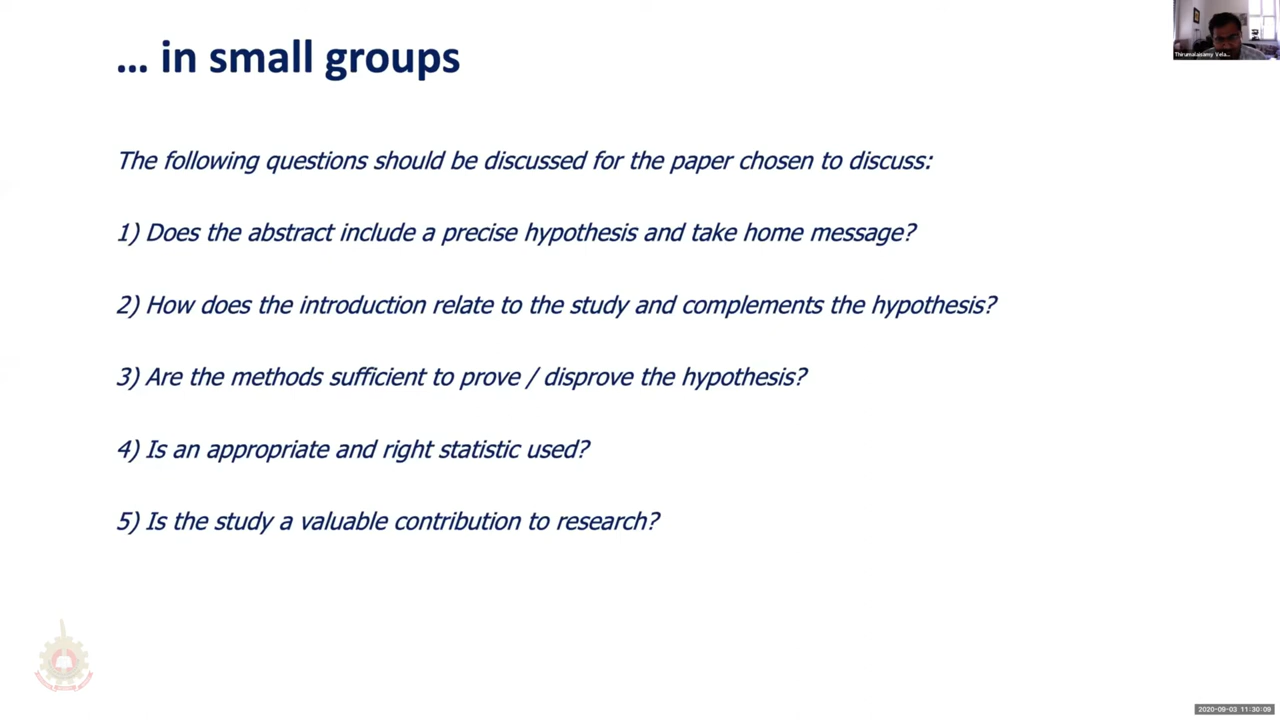 ... in small groups
Thirumalaisamy Vela...
The following questions should be discussed for the paper chosen to discuss:
1) Does the abstract include a precise hypothesis and take home message?
2) How does the introduction relate to the study and complements the hypothesis?
3) Are the methods sufficient to prove / disprove the hypothesis?
4) Is an appropriate and right statistic used?
5) Is the study a valuable contribution to research?
2020-09-03 11:30:09